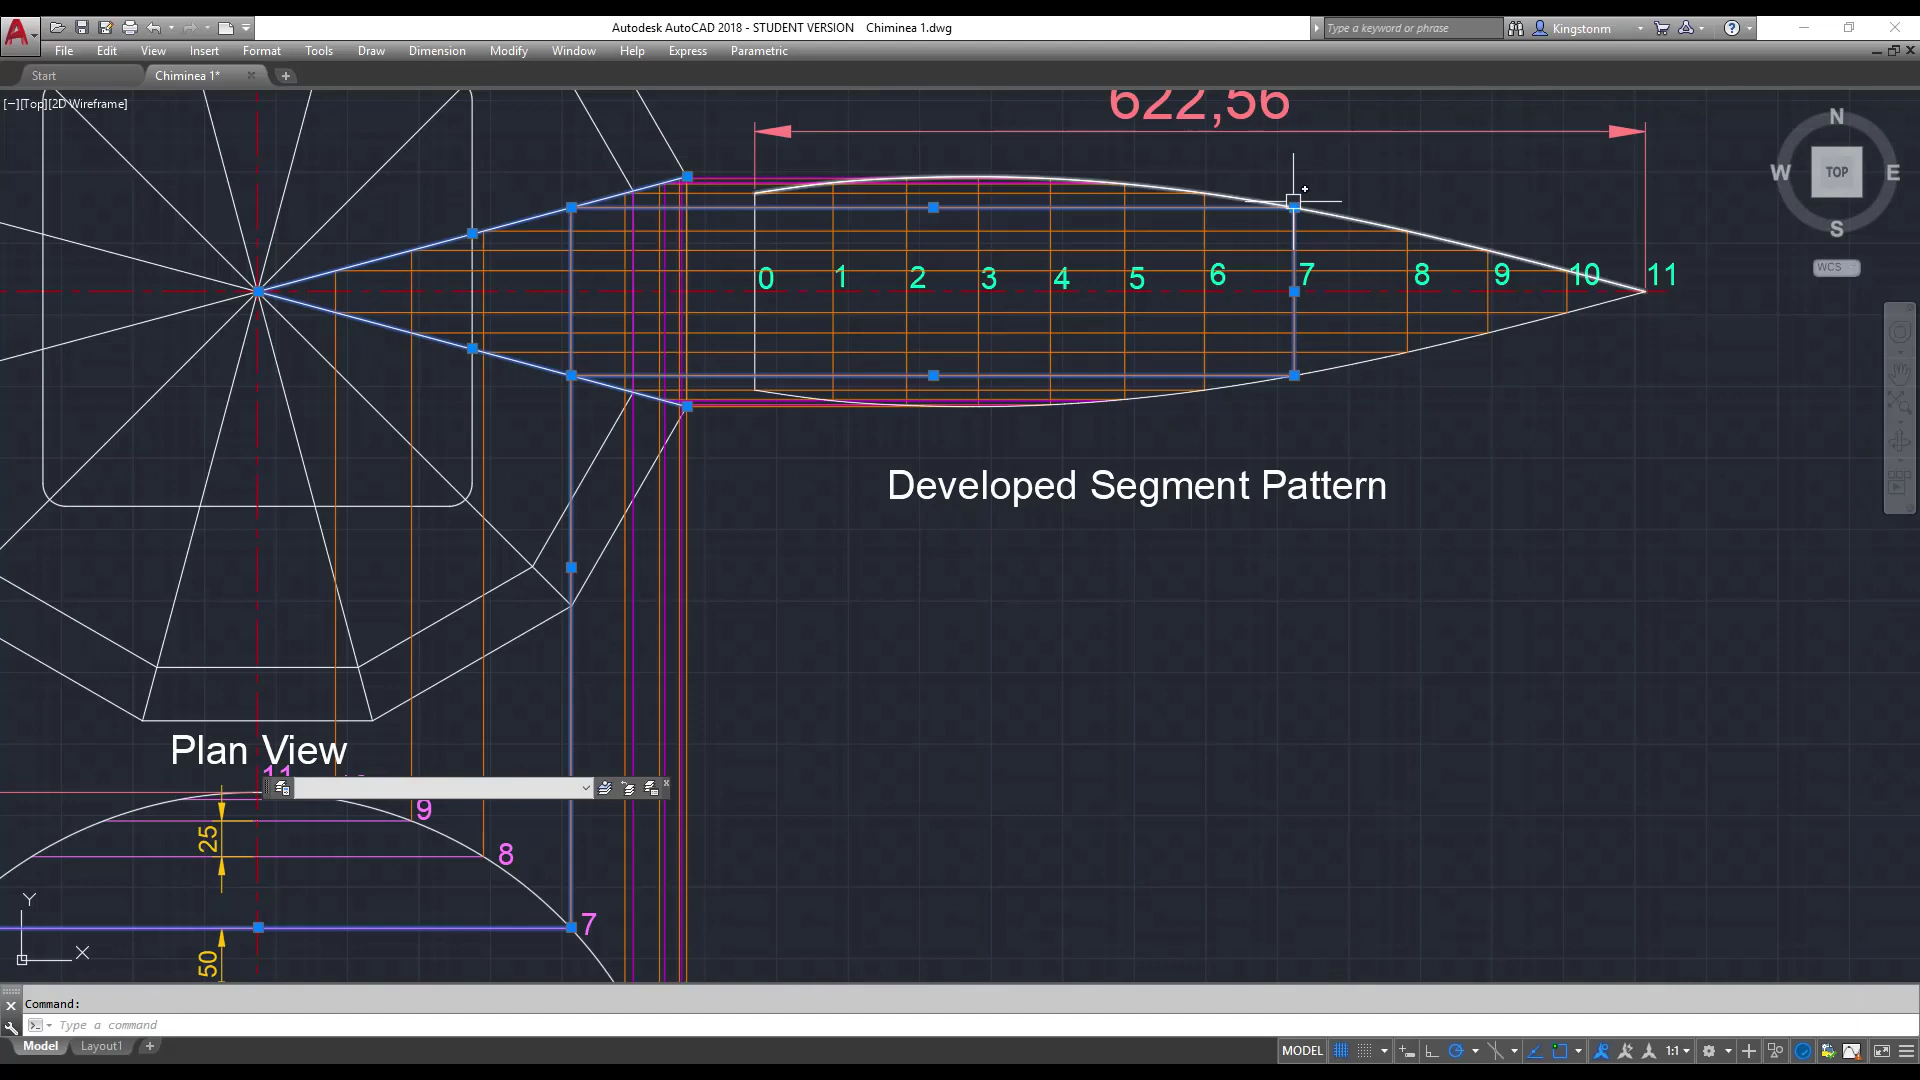 Autodesk AutoCAD 2018 - STUDENT VERSION Chiminea 1.dwg
Type a keyword or phrase
Kingstonm
File Edit View Insert Format Tools Draw Dimension Modify Window Help Express Parametric
Start
Chiminea 1*
[−][Top][2D Wireframe]
622,56
N
W
TOP
E
S
WCS
0 1 2 3 4 5 6 7 8 9 10 11
Developed Segment Pattern
Plan View
11
9
25
8
7
50
Y
X
Command:
Type a command
Model
Layout1
MODEL
1:1